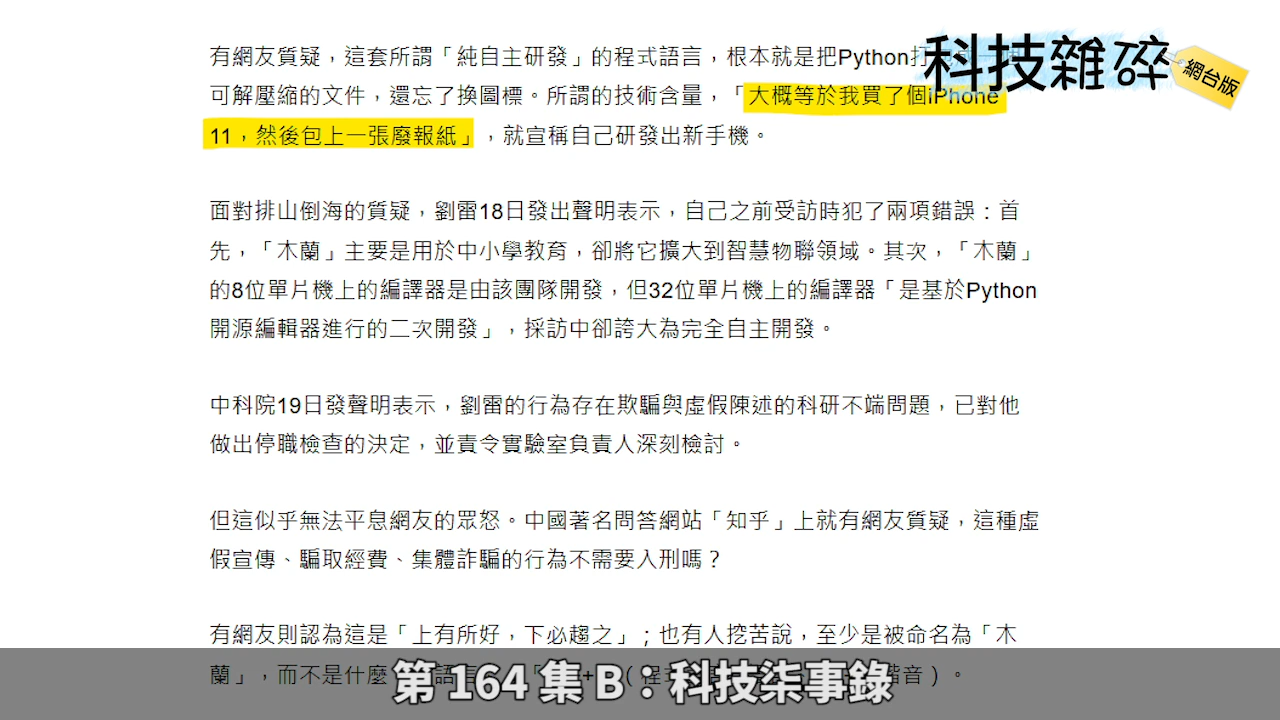 有網友質疑，這套所謂「純自主研發」的程式語言，根本就是把Python打
科技雜碎
網台版
可解壓縮的文件，還忘了換圖標。所謂的技術含量，「大概等於我買了個iPhone
11，然後包上一張廢報紙」，就宣稱自己研發出新手機。
面對排山倒海的質疑，劉雷18日發出聲明表示，自己之前受訪時犯了兩項錯誤：首
先，「木蘭」主要是用於中小學教育，卻將它擴大到智慧物聯領域。其次，「木蘭」
的8位單片機上的編譯器是由該團隊開發，但32位單片機上的編譯器「是基於Python
開源編輯器進行的二次開發」，採訪中卻誇大為完全自主開發。
中科院19日發聲明表示，劉雷的行為存在欺騙與虛假陳述的科研不端問題，已對他
做出停職檢查的決定，並責令實驗室負責人深刻檢討。
但這似乎無法平息網友的眾怒。中國著名問答網站「知乎」上就有網友質疑，這種虛
假宣傳、騙取經費、集體詐騙的行為不需要入刑嗎？
有網友則認為這是「上有所好，下必趨之」；也有人挖苦說，至少是被命名為「木
蘭」，而不是什麼
第 164 集 B：科技柒事錄